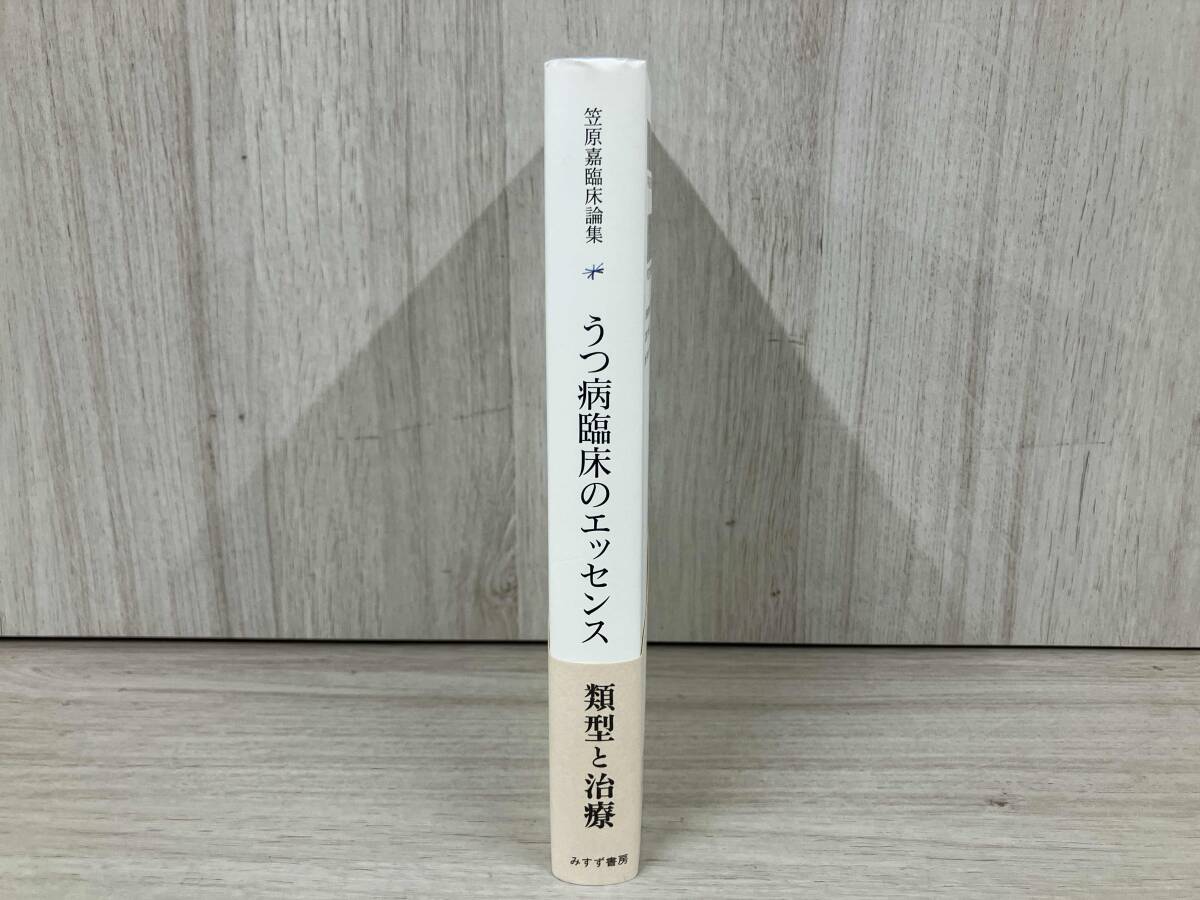 笠原嘉臨床論集
うつ病臨床のエッセンス
類型と治療
みすず書房